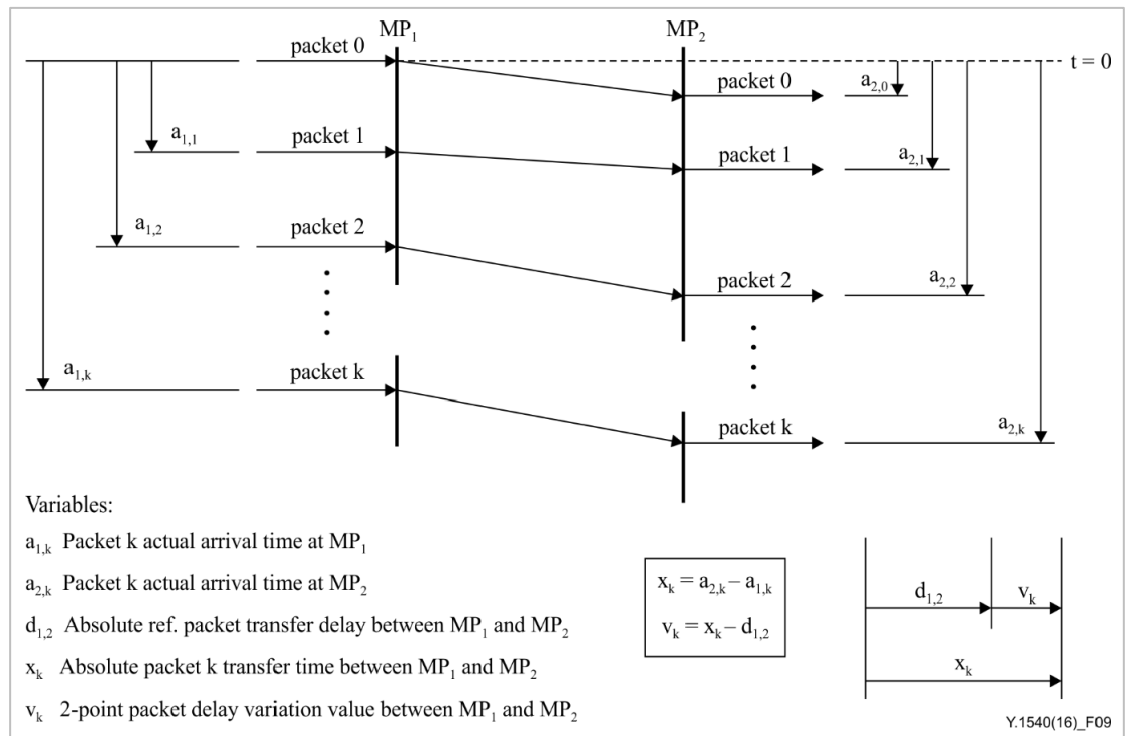 MP₁ MP₂
packet 0
t = 0
packet 0 a₂,₀
a₁,₁ packet 1
packet 1 a₂,₁
a₁,₂ packet 2
packet 2 a₂,₂
a₁,ₖ packet k
packet k a₂,ₖ
Variables:
a₁,ₖ Packet k actual arrival time at MP₁
a₂,ₖ Packet k actual arrival time at MP₂
d₁,₂ Absolute ref. packet transfer delay between MP₁ and MP₂
xₖ Absolute packet k transfer time between MP₁ and MP₂
vₖ 2-point packet delay variation value between MP₁ and MP₂
xₖ = a₂,ₖ – a₁,ₖ
vₖ = xₖ – d₁,₂
d₁,₂ vₖ
xₖ
Y.1540(16)_F09